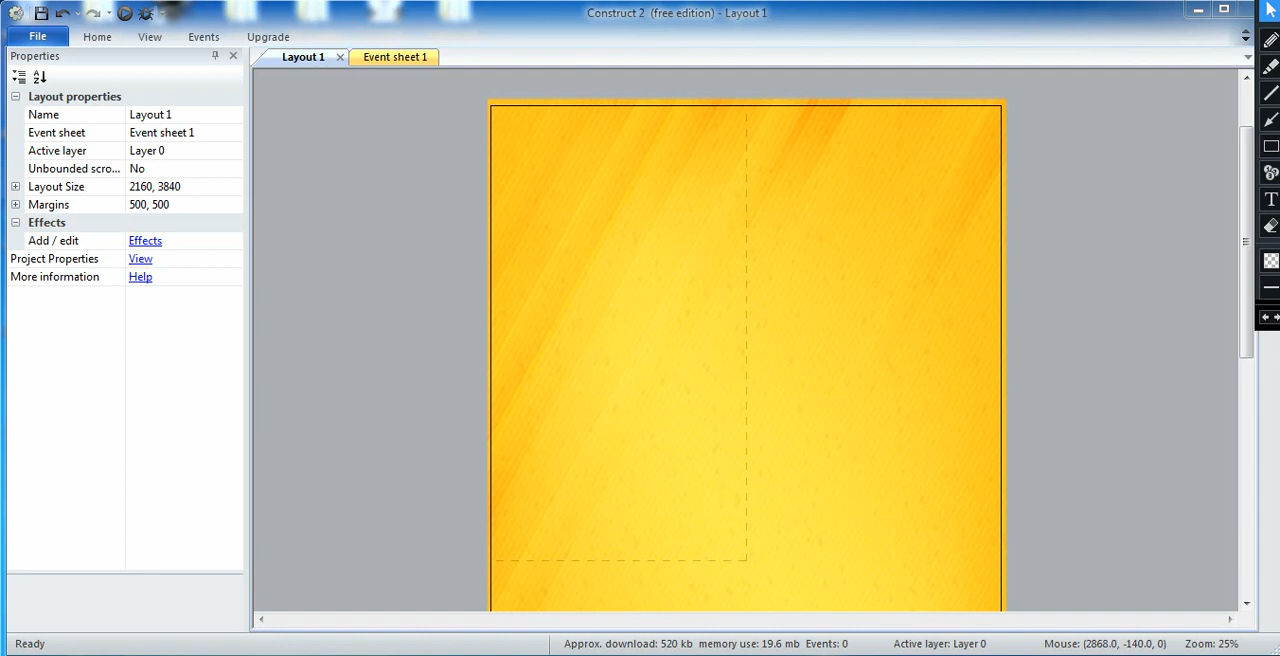 Construct 2 (free edition) - Layout 1
File Home View Events Upgrade
Properties
Layout 1 Event sheet 1
Layout properties
Name Layout 1
Event sheet Event sheet 1
Active layer Layer 0
Unbounded scro... No
Layout Size 2160, 3840
Margins 500, 500
Effects
Add / edit Effects
Project Properties View
More information Help
Ready Approx. download: 520 kb memory use: 19.6 mb Events: 0 Active layer: Layer 0 Mouse: (2868.0, -140.0, 0) Zoom: 25%